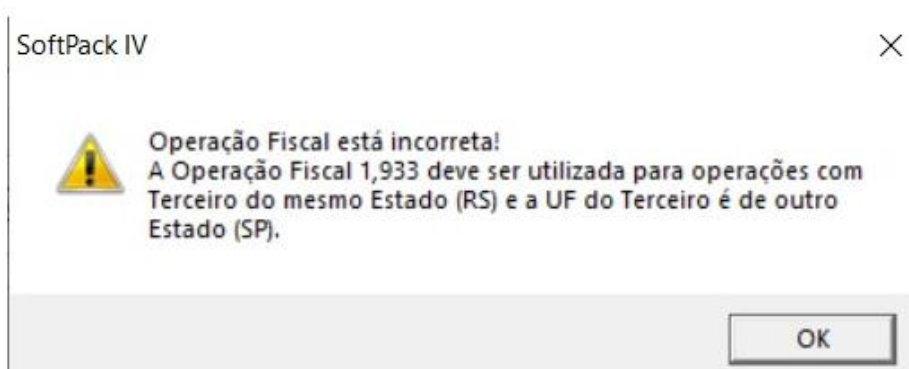 SoftPack IV
Operação Fiscal está incorreta!
A Operação Fiscal 1,933 deve ser utilizada para operações com
Terceiro do mesmo Estado (RS) e a UF do Terceiro é de outro
Estado (SP).
OK